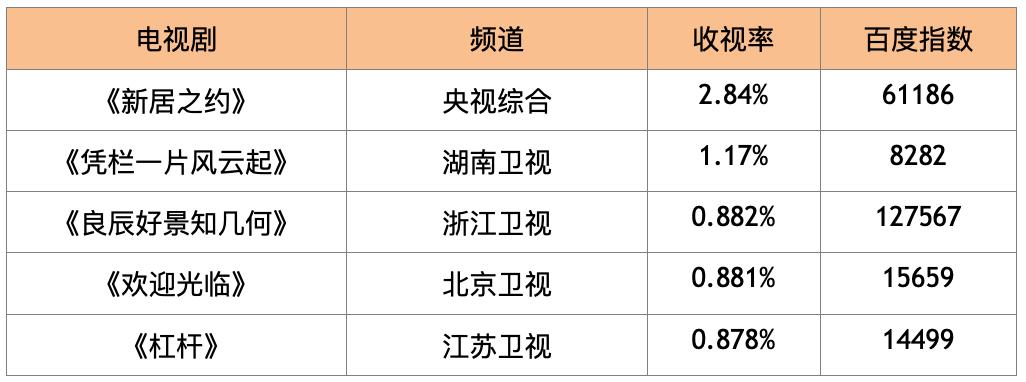 电视剧 频道 收视率 百度指数
《新居之约》 央视综合 2.84% 61186
《凭栏一片风云起》 湖南卫视 1.17% 8282
《良辰好景知几何》 浙江卫视 0.882% 127567
《欢迎光临》 北京卫视 0.881% 15659
《杠杆》 江苏卫视 0.878% 14499